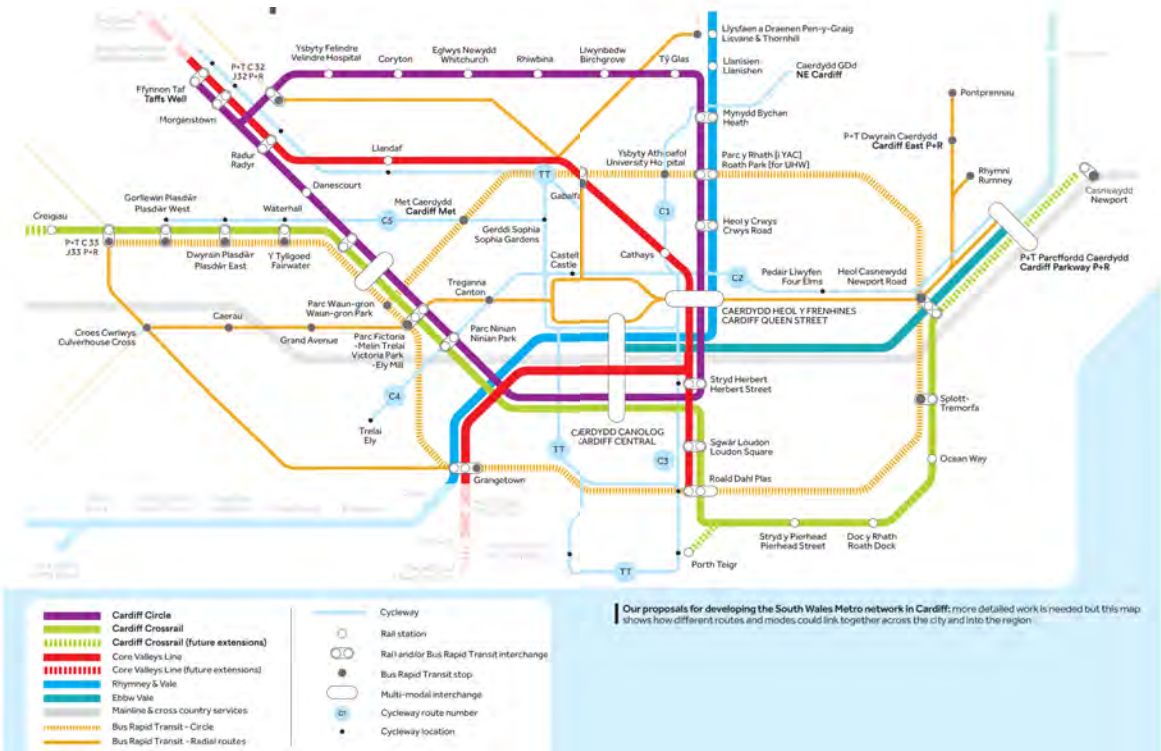 Llysfaen a Draenen Pen-y-Graig
Lisvane & Thornhill
Ysbyty Felindre
Velindre Hospital
Coryton
Eglwys Newydd
Whitchurch
Rhiwbina
Llwynbedw
Birchgrove
Tŷ Glas
Llanisien
Llanishen
Caerdydd GDd
NE Cardiff
P+T C 32
J32 P+R
Ffynnon Taf
Taffs Well
Morganstown
Mynydd Bychan
Heath
Pontprennau
P+T Dwyrain Caerdydd
Cardiff East P+R
Radur
Radyr
Llandaf
Ysbyty Athrofaol
University Hospital
Parc y Rhath [i YAC]
Roath Park [for UHW]
Rhymni
Rumney
Casnewydd
Newport
TT
Gabalfa
Danescourt
Gorllewin Plasdŵr
Plasdŵr West
Waterhall
Met Caerdydd
Cardiff Met
C1
Creigiau
C5
Gerddi Sophia
Sophia Gardens
Heol y Crwys
Crwys Road
P+T C 33
J33 P+R
Dwyrain Plasdŵr
Plasdŵr East
Y Tyllgoed
Fairwater
Castell
Castle
Cathays
P+T Parcffordd Caerdydd
Cardiff Parkway P+R
C2
Pedair Llwyfen
Four Elms
Heol Casnewydd
Newport Road
Treganna
Canton
Parc Waun-gron
Waun-gron Park
CAERDYDD HEOL Y FRENHINES
CARDIFF QUEEN STREET
Croes Cwrlwys
Culverhouse Cross
Caerau
Grand Avenue
Parc Fictoria
-Melin Trelai
Victoria Park
-Ely Mill
Parc Ninian
Ninian Park
C4
Stryd Herbert
Herbert Street
Splott-
Tremorfa
Trelai
Ely
CAERDYDD CANOLOG
CARDIFF CENTRAL
TT
C3
Sgwâr Loudon
Loudon Square
Ocean Way
Grangetown
Roald Dahl Plas
Stryd y Pierhead
Pierhead Street
Doc y Rhath
Roath Dock
Porth Teigr
TT
Cardiff Circle
Cardiff Crossrail
Cardiff Crossrail (future extensions)
Core Valleys Line
Core Valleys Line (future extensions)
Rhymney & Vale
Ebbw Vale
Mainline & cross country services
Bus Rapid Transit - Circle
Bus Rapid Transit - Radial routes
Cycleway
Rail station
Rail and/or Bus Rapid Transit interchange
Bus Rapid Transit stop
Multi-modal interchange
C1
Cycleway route number
Cycleway location
Our proposals for developing the South Wales Metro network in Cardiff: more detailed work is needed but this map
shows how different routes and modes could link together across the city and into the region